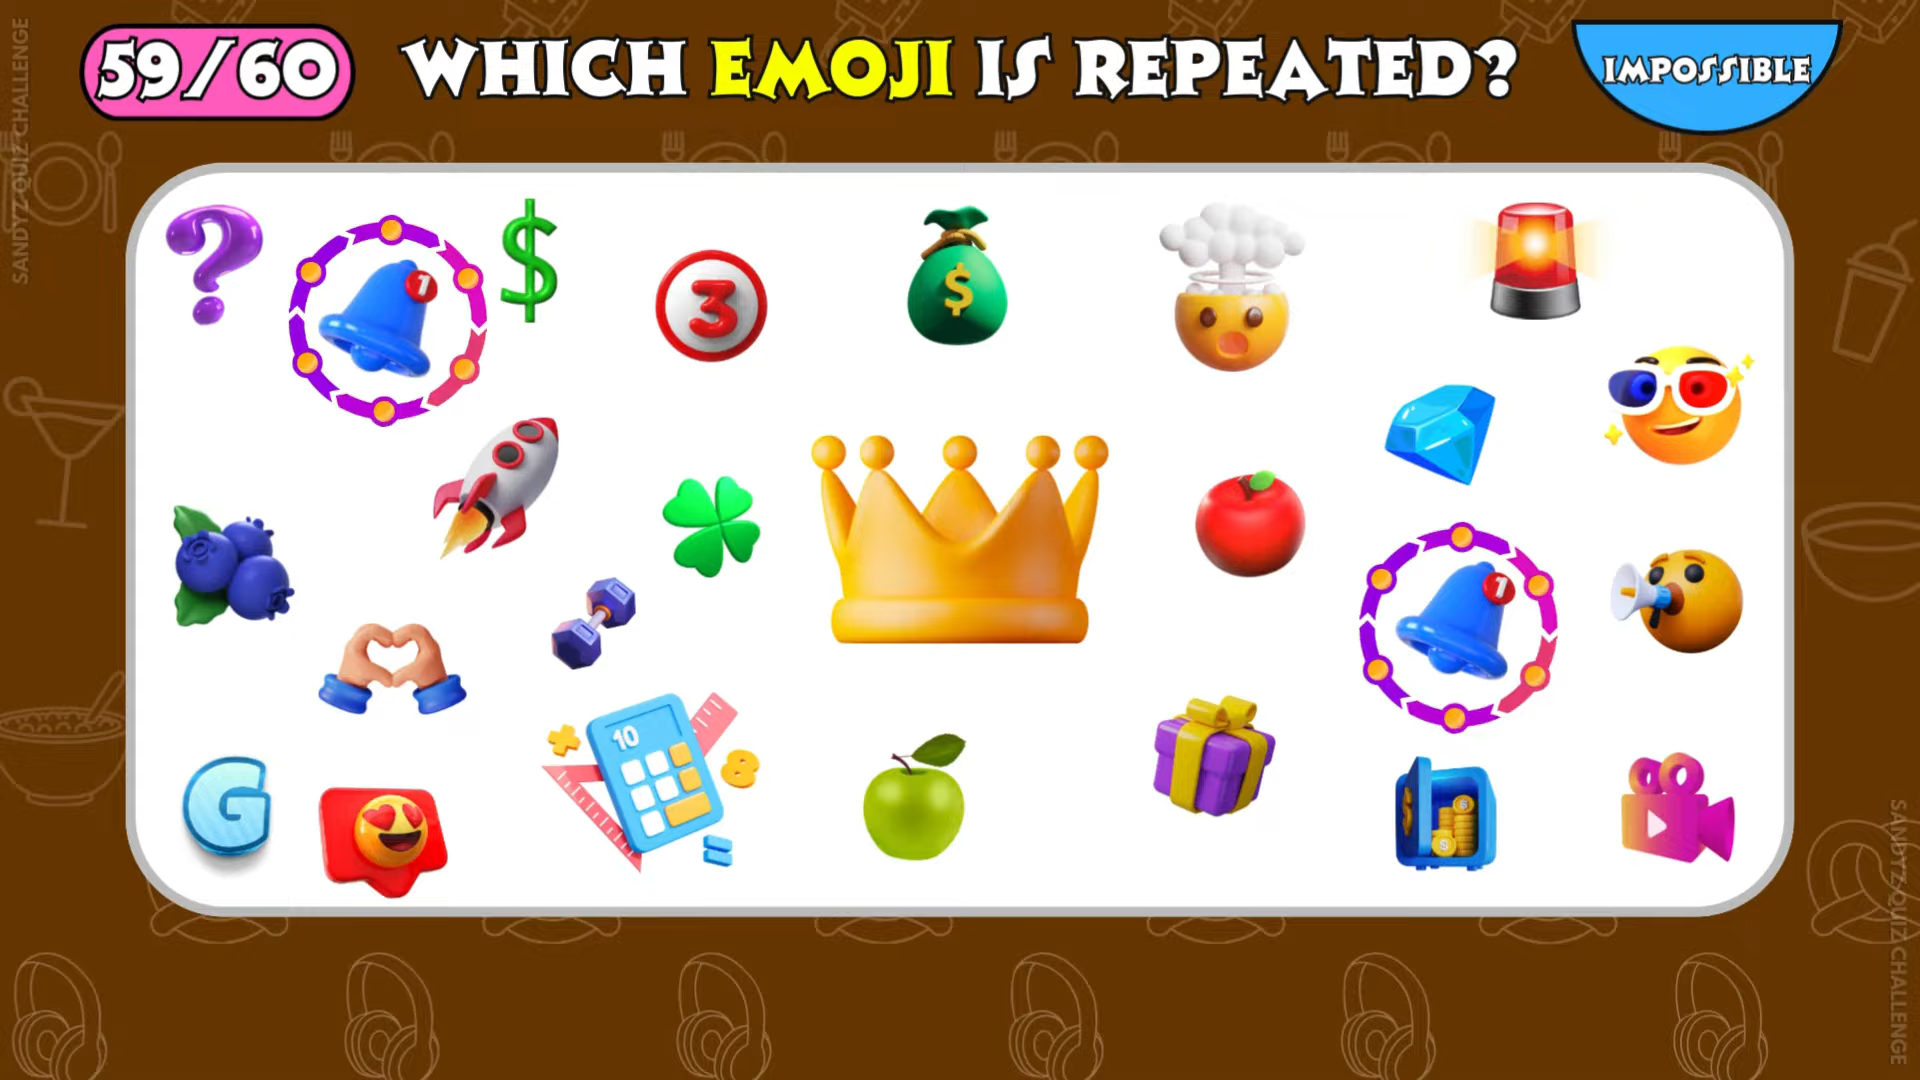 59/60
WHICH EMOJI IS REPEATED?
IMPOSSIBLE
SANDYZ QUIZ CHALLENGE
1
$
3
$
10
8
1
G
$
$
SANDYZ QUIZ CHALLENGE